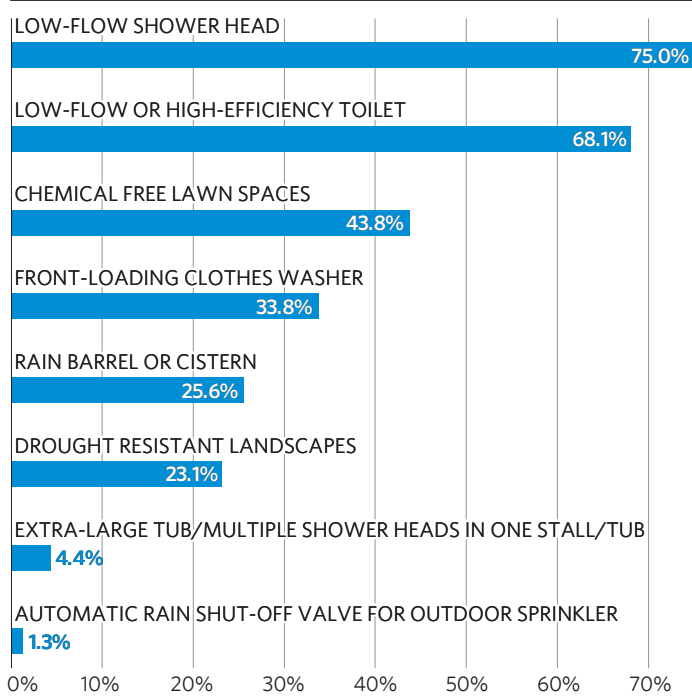 LOW-FLOW SHOWER HEAD
75.0%
LOW-FLOW OR HIGH-EFFICIENCY TOILET
68.1%
CHEMICAL FREE LAWN SPACES
43.8%
FRONT-LOADING CLOTHES WASHER
33.8%
RAIN BARREL OR CISTERN
25.6%
DROUGHT RESISTANT LANDSCAPES
23.1%
EXTRA-LARGE TUB/MULTIPLE SHOWER HEADS IN ONE STALL/TUB
4.4%
AUTOMATIC RAIN SHUT-OFF VALVE FOR OUTDOOR SPRINKLER
1.3%
0% 10% 20% 30% 40% 50% 60% 70%